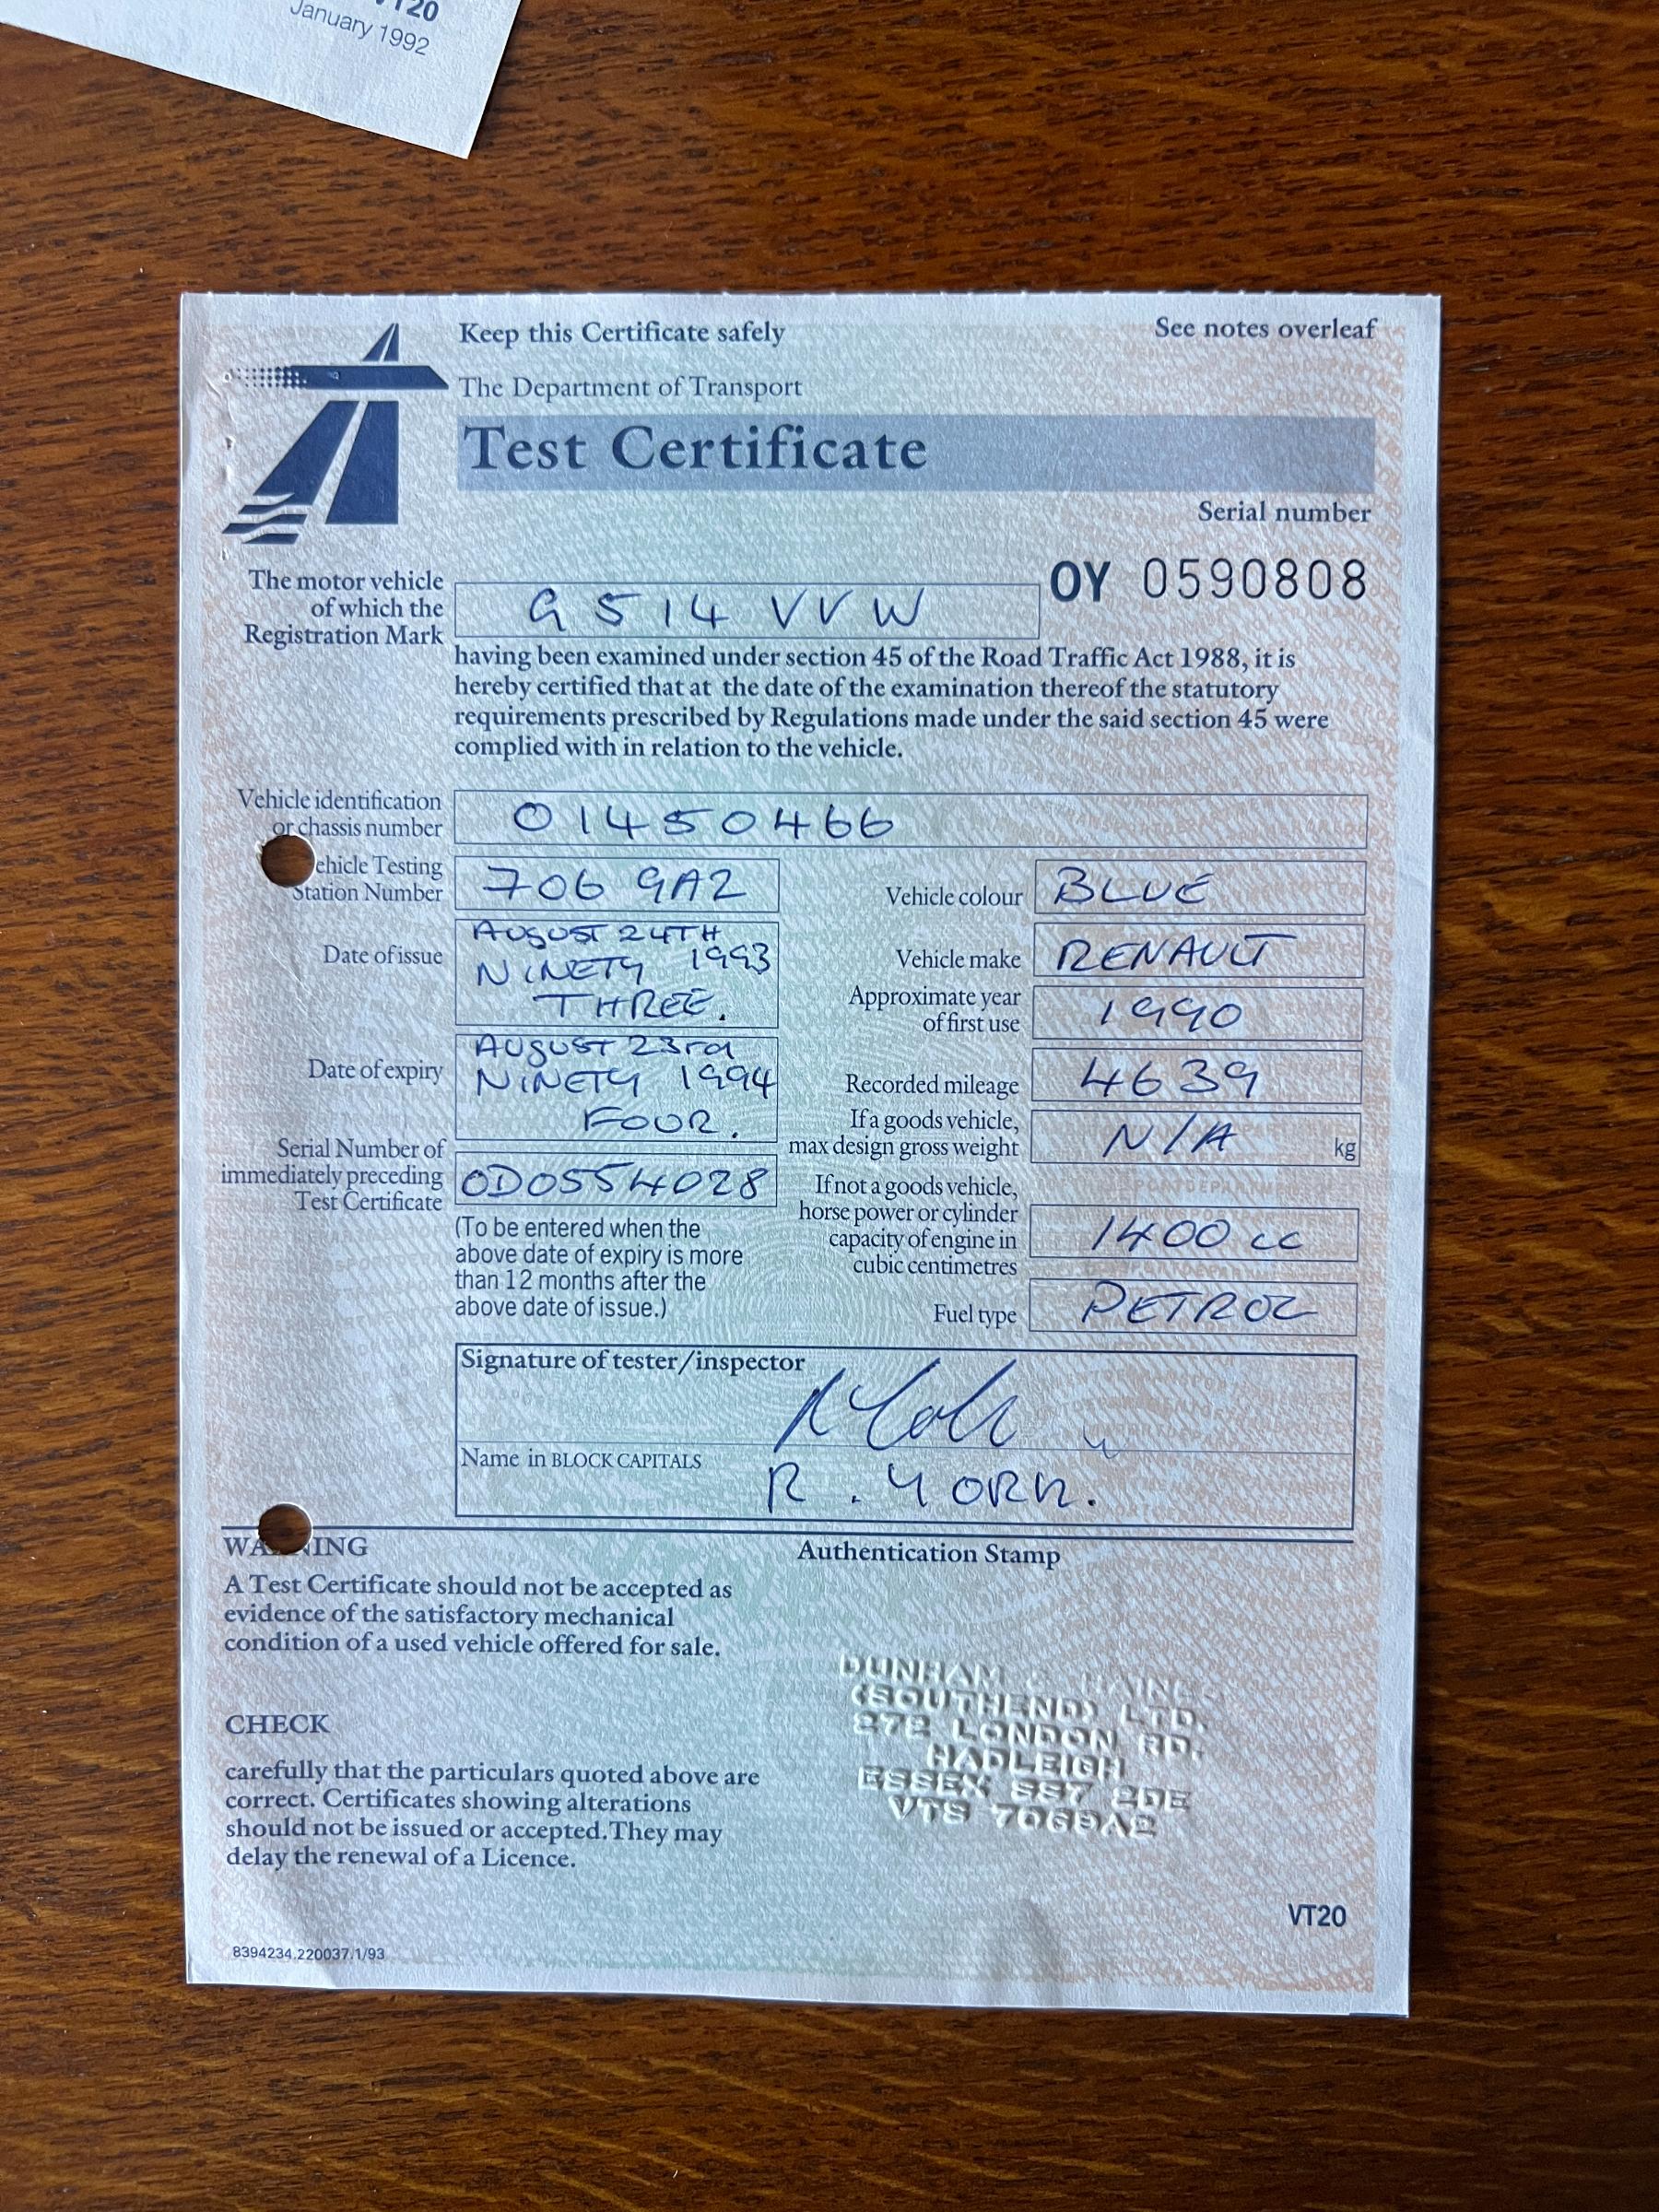 VT20
January 1992
Keep this Certificate safely
See notes overleaf
The Department of Transport
Test Certificate
Serial number
OY 0590808
The motor vehicle
of which the
Registration Mark
G514 VVW
having been examined under section 45 of the Road Traffic Act 1988, it is
hereby certified that at the date of the examination thereof the statutory
requirements prescribed by Regulations made under the said section 45 were
complied with in relation to the vehicle.
Vehicle identification
or chassis number
01450466
ehicle Testing
Station Number
706 9A2
Vehicle colour
BLUE
Date of issue
AUGUST 24TH
NINETY 1993
THREE.
Vehicle make
RENAULT
Approximate year
of first use
1990
Date of expiry
AUGUST 23rd
NINETY 1994
FOUR.
Recorded mileage
4639
If a goods vehicle,
max design gross weight
N/A kg
Serial Number of
immediately preceding
Test Certificate
OD0554028
(To be entered when the
above date of expiry is more
than 12 months after the
above date of issue.)
If not a goods vehicle,
horse power or cylinder
capacity of engine in
cubic centimetres
1400 cc
Fuel type
PETROL
Signature of tester/inspector
Name in BLOCK CAPITALS
R. YORK.
WARNING
A Test Certificate should not be accepted as
evidence of the satisfactory mechanical
condition of a used vehicle offered for sale.
CHECK
carefully that the particulars quoted above are
correct. Certificates showing alterations
should not be issued or accepted. They may
delay the renewal of a Licence.
Authentication Stamp
DUNHAM & HAINES
(SOUTHEND) LTD.
272 LONDON RD.
HADLEIGH
ESSEX SS7 2DE
VTS 7069A2
VT20
8394234.220037.1/93